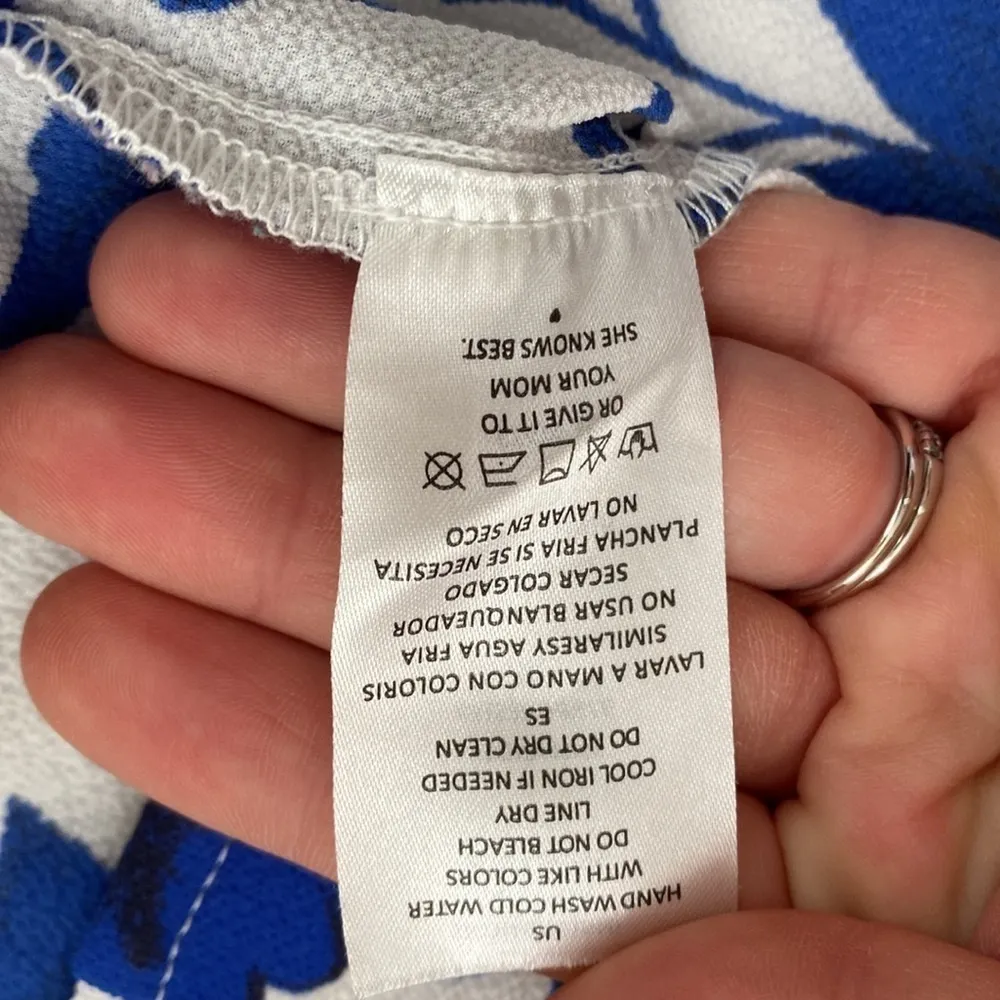 US
HAND WASH COLD WATER
WITH LIKE COLORS
DO NOT BLEACH
LINE DRY
COOL IRON IF NEEDED
DO NOT DRY CLEAN
ES
LAVAR A MANO CON COLORIS
SIMILARESY AGUA FRIA
NO USAR BLANQUEADOR
SECAR COLGADO
PLANCHA FRIA SI SE NECESITA
NO LAVAR EN SECO
OR GIVE IT TO
YOUR MOM
SHE KNOWS BEST.